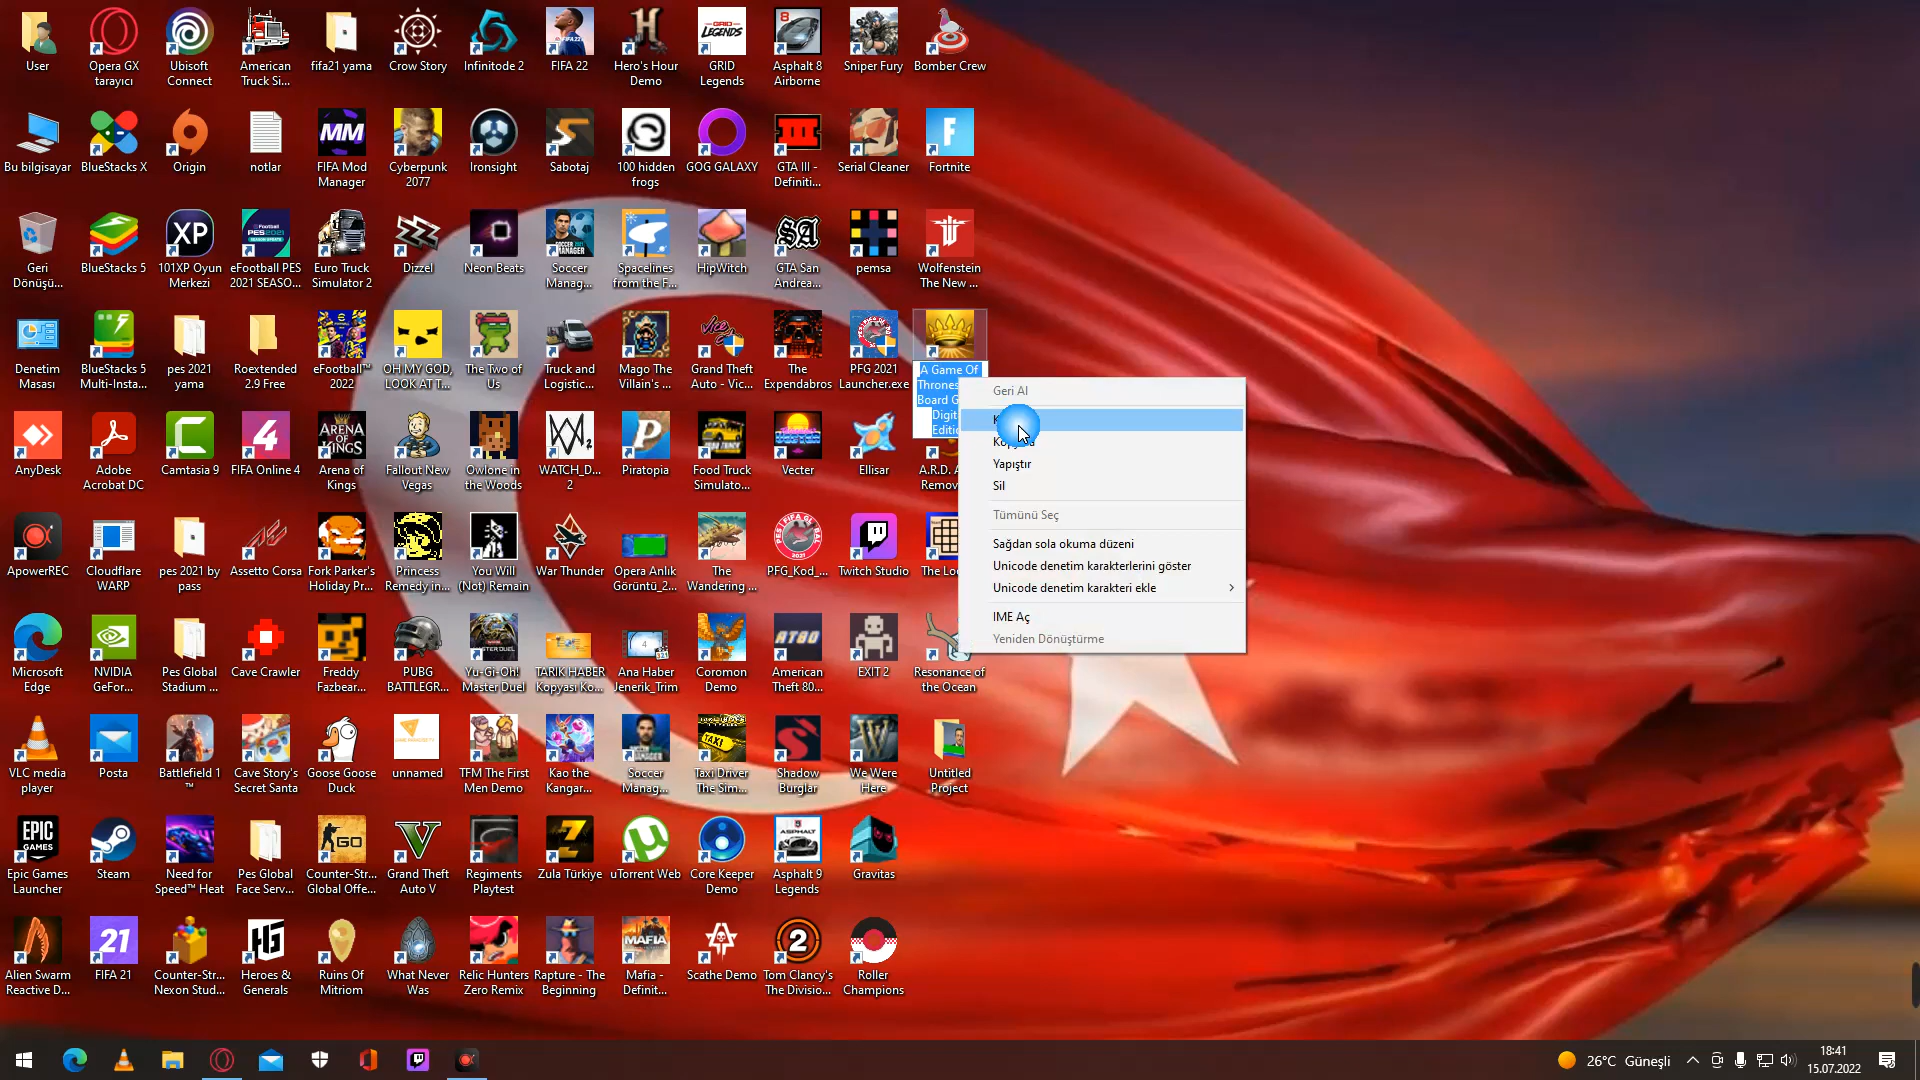 User
Opera GX
tarayıcı
Ubisoft
Connect
American
Truck Si...
fifa21 yama
Crow Story
Infinitode 2
FIFA 22
Hero's Hour
Demo
GRID
Legends
Asphalt 8
Airborne
Sniper Fury
Bomber Crew
Bu bilgisayar
BlueStacks X
Origin
notlar
FIFA Mod
Manager
Cyberpunk
2077
Ironsight
Sabotaj
100 hidden
frogs
GOG GALAXY
GTA III -
Definiti...
Serial Cleaner
Fortnite
Geri
Dönüşü...
BlueStacks 5
101XP Oyun
Merkezi
eFootball PES
2021 SEASO...
Euro Truck
Simulator 2
Dizzel
Neon Beats
Soccer
Manag...
Spacelines
from the F...
HipWitch
GTA San
Andrea...
pemsa
Wolfenstein
The New ...
Denetim
Masası
BlueStacks 5
Multi-Insta...
pes 2021
yama
Roextended
2.9 Free
eFootball™
2022
OH MY GOD,
LOOK AT T...
The Two of
Us
Truck and
Logistic...
Mago The
Villain's ...
Grand Theft
Auto - Vic...
The
Expendabros
PFG 2021
Launcher.exe
A Game Of
Thrones
Board G
Digit
Editio
Geri Al
Yapıştır
Sil
Tümünü Seç
Sağdan sola okuma düzeni
Unicode denetim karakterlerini göster
Unicode denetim karakteri ekle
IME Aç
Yeniden Dönüştürme
AnyDesk
Adobe
Acrobat DC
Camtasia 9
FIFA Online 4
Arena of
Kings
Fallout New
Vegas
Owlone in
the Woods
WATCH_D...
2
Piratopia
Food Truck
Simulato...
Vecter
Ellisar
A.R.D. A
Remov
ApowerREC
Cloudflare
WARP
pes 2021 by
pass
Assetto Corsa
Fork Parker's
Holiday Pr...
Princess
Remedy in...
You Will
(Not) Remain
War Thunder
Opera Anlık
Görüntü_2...
The
Wandering ...
PFG_Kod_...
Twitch Studio
The Lo
Microsoft
Edge
NVIDIA
GeFor...
Pes Global
Stadium ...
Cave Crawler
Freddy
Fazbear...
PUBG
BATTLEGR...
Yu-Gi-Oh!
Master Duel
TARIK HABER
Kopyası Ko...
Ana Haber
Jenerik_Trim
Coromon
Demo
American
Theft 80...
EXIT 2
Resonance of
the Ocean
VLC media
player
Posta
Battlefield 1
™
Cave Story's
Secret Santa
Goose Goose
Duck
unnamed
TFM The First
Men Demo
Kao the
Kangar...
Soccer
Manag...
Taxi Driver
The Sim...
Shadow
Burglar
We Were
Here
Untitled
Project
Epic Games
Launcher
Steam
Need for
Speed™ Heat
Pes Global
Face Serv...
Counter-Str...
Global Offe...
Grand Theft
Auto V
Regiments
Playtest
Zula Türkiye
uTorrent Web
Core Keeper
Demo
Asphalt 9
Legends
Gravitas
Alien Swarm
Reactive D...
FIFA 21
Counter-Str...
Nexon Stud...
Heroes &
Generals
Ruins Of
Mitriom
What Never
Was
Relic Hunters
Zero Remix
Rapture - The
Beginning
Mafia -
Definit...
Scathe Demo
Tom Clancy's
The Divisio...
Roller
Champions
26°C Güneşli
18:41
15.07.2022